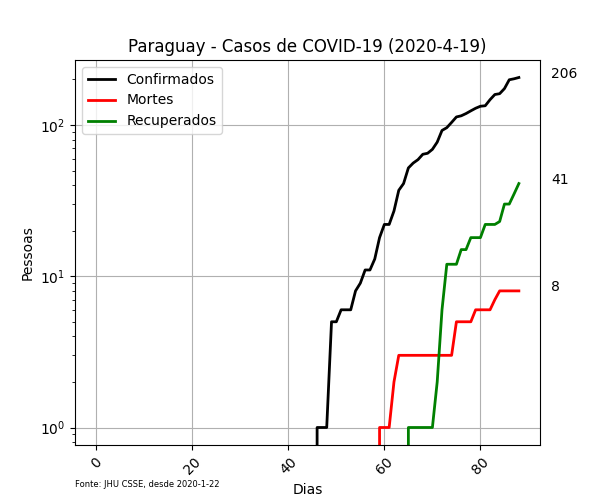 Paraguay - Casos de COVID-19 (2020-4-19)
Confirmados
Mortes
Recuperados
206
41
8
10²
10¹
10⁰
Pessoas
0
20
40
60
80
Fonte: JHU CSSE, desde 2020-1-22
Dias